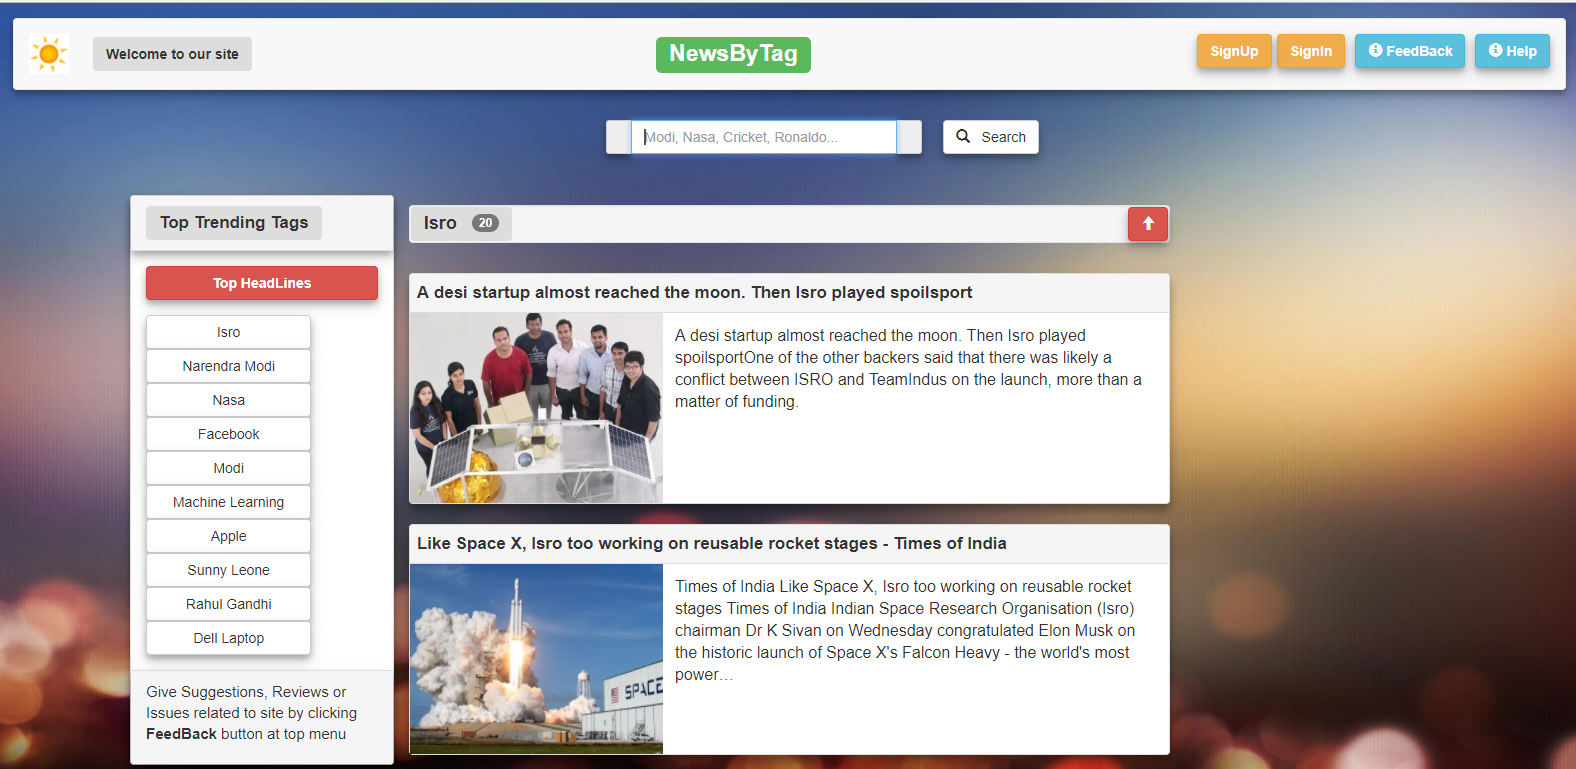 Welcome to our site
NewsByTag
SignUp
SignIn
FeedBack
Help
Modi, Nasa, Cricket, Ronaldo...
Search
Top Trending Tags
Top HeadLines
Isro
Narendra Modi
Nasa
Facebook
Modi
Machine Learning
Apple
Sunny Leone
Rahul Gandhi
Dell Laptop
Give Suggestions, Reviews or
Issues related to site by clicking
FeedBack button at top menu
Isro 20
A desi startup almost reached the moon. Then Isro played spoilsport
A desi startup almost reached the moon. Then Isro played
spoilsportOne of the other backers said that there was likely a
conflict between ISRO and TeamIndus on the launch, more than a
matter of funding.
Like Space X, Isro too working on reusable rocket stages - Times of India
SPACE
Times of India Like Space X, Isro too working on reusable rocket
stages Times of India Indian Space Research Organisation (Isro)
chairman Dr K Sivan on Wednesday congratulated Elon Musk on
the historic launch of Space X's Falcon Heavy - the world's most
power…